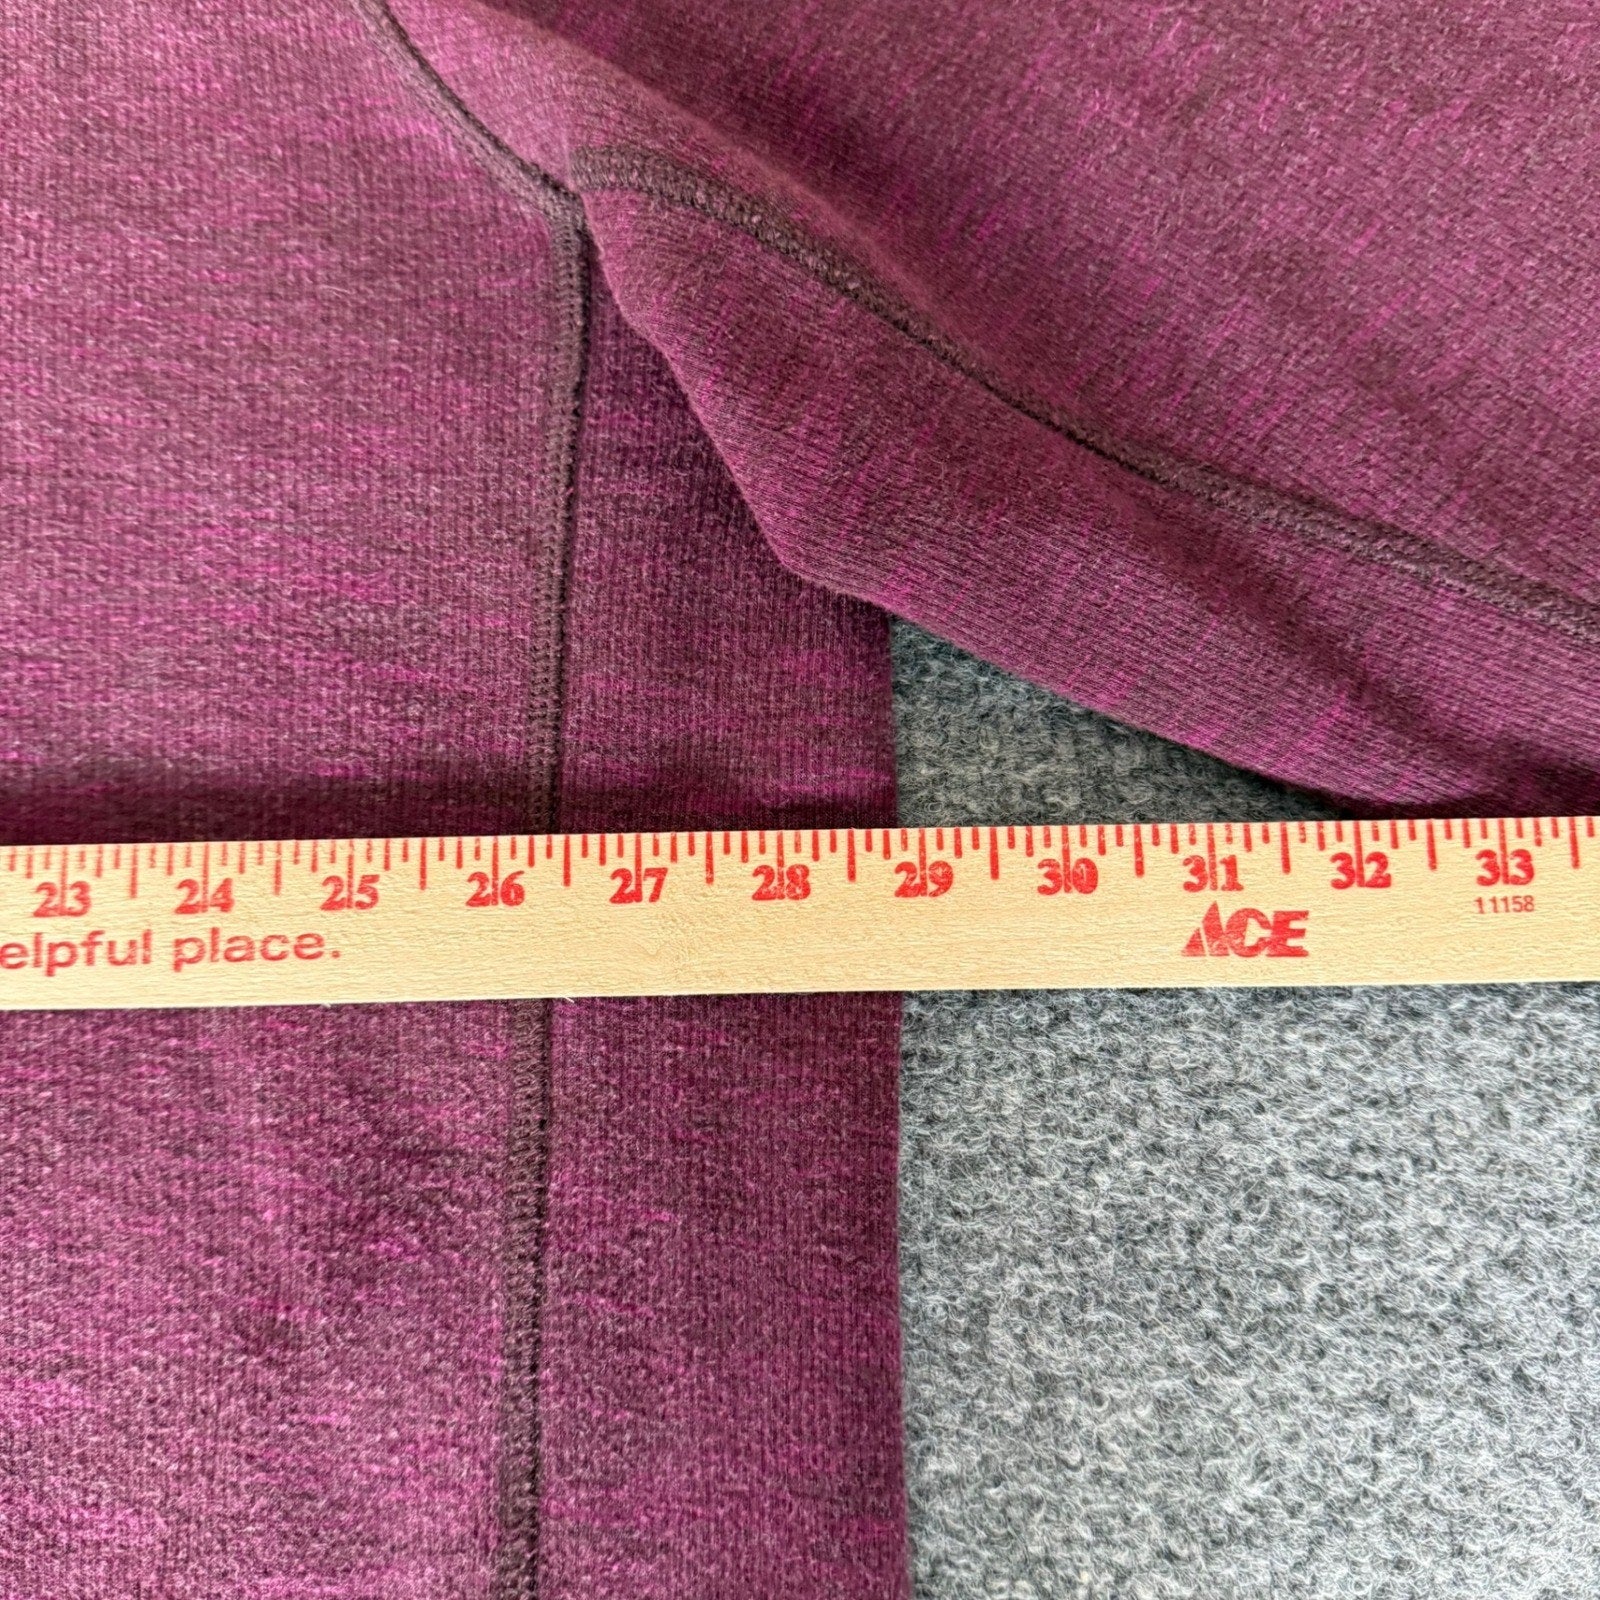 23 24 25 26 27 28 29 30 31 32 33
elpful place.
ACE
11158